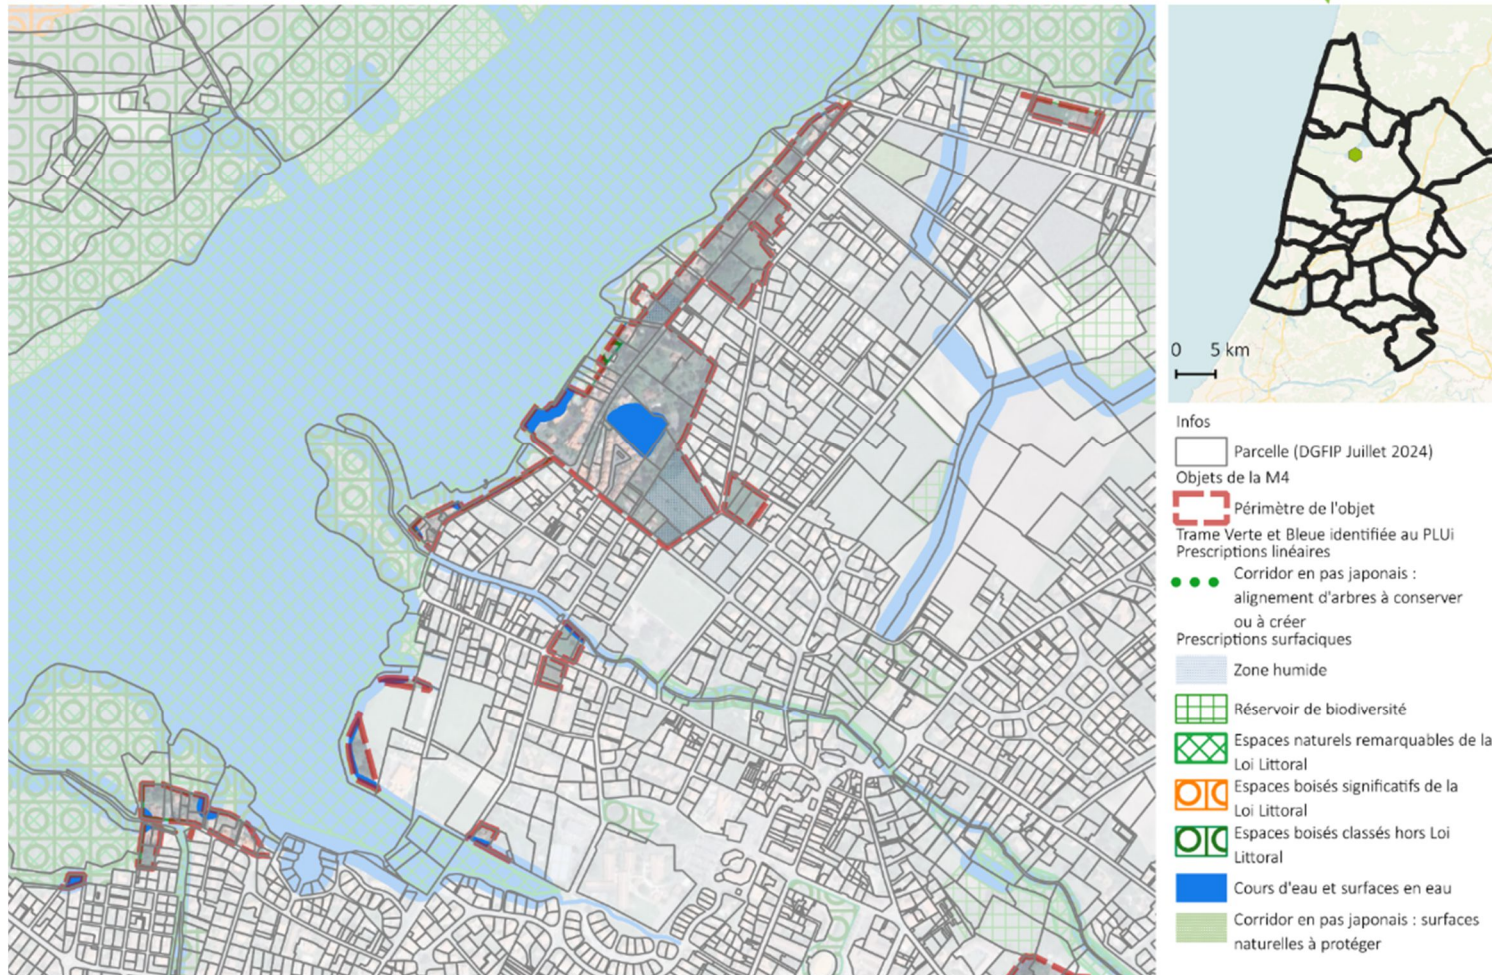 0 5 km
Infos
Parcelle (DGFIP Juillet 2024)
Objets de la M4
Périmètre de l'objet
Trame Verte et Bleue identifiée au PLUi
Prescriptions linéaires
Corridor en pas japonais :
alignement d'arbres à conserver
ou à créer
Prescriptions surfaciques
Zone humide
Réservoir de biodiversité
Espaces naturels remarquables de la
Loi Littoral
Espaces boisés significatifs de la
Loi Littoral
Espaces boisés classés hors Loi
Littoral
Cours d'eau et surfaces en eau
Corridor en pas japonais : surfaces
naturelles à protéger